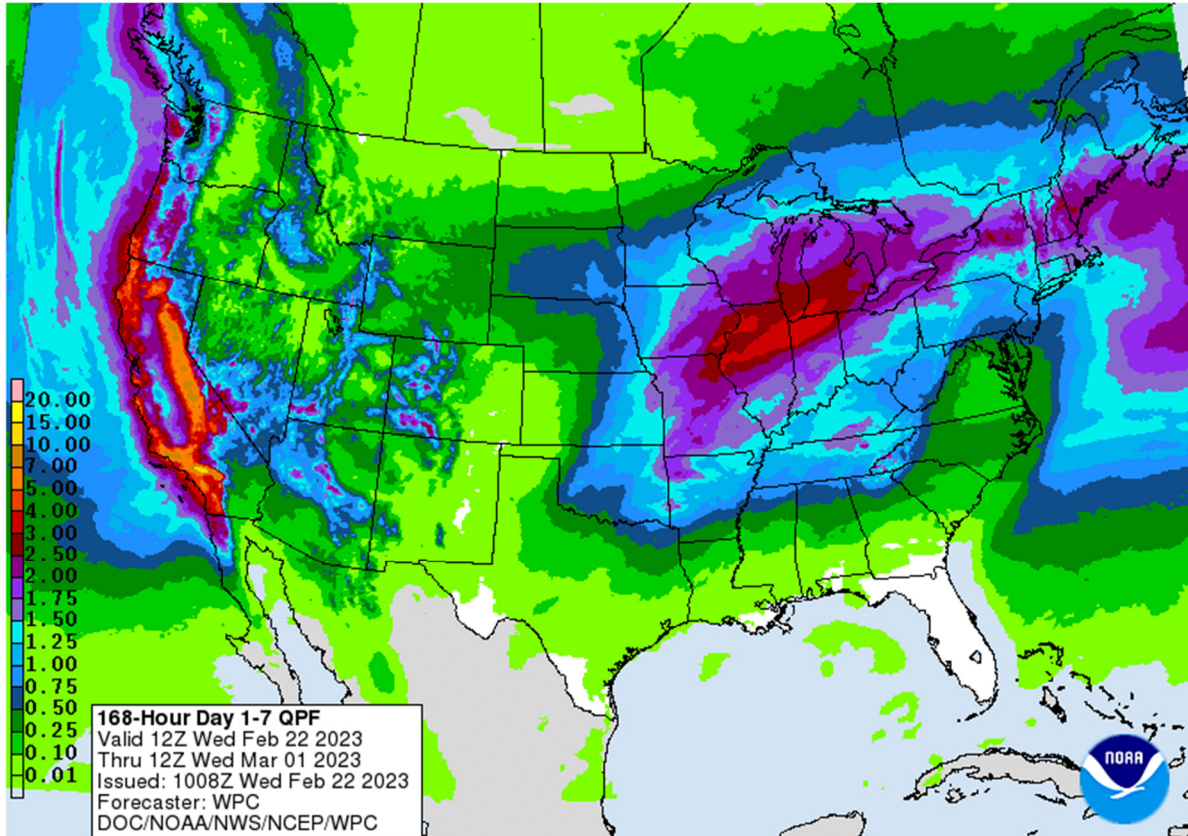 20.00
15.00
10.00
7.00
5.00
4.00
3.00
2.50
2.00
1.75
1.50
1.25
1.00
0.75
0.50
0.25
0.10
0.01
168-Hour Day 1-7 QPF
Valid 12Z Wed Feb 22 2023
Thru 12Z Wed Mar 01 2023
Issued: 1008Z Wed Feb 22 2023
Forecaster: WPC
DOC/NOAA/NWS/NCEP/WPC
NOAA